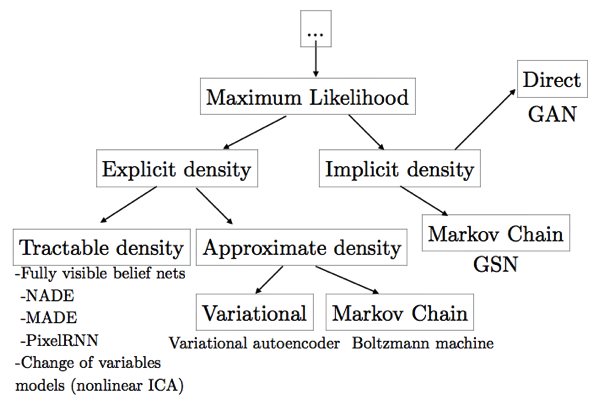 ...
Maximum Likelihood
Direct
GAN
Explicit density
Implicit density
Tractable density
Approximate density
Markov Chain
GSN
-Fully visible belief nets
-NADE
-MADE
-PixelRNN
-Change of variables
models (nonlinear ICA)
Variational
Markov Chain
Variational autoencoder
Boltzmann machine